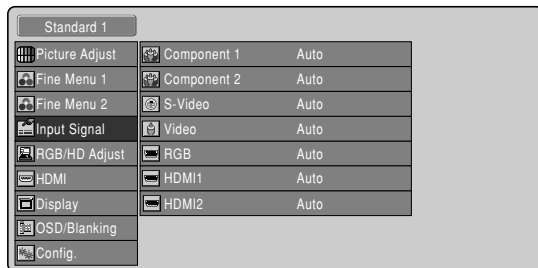 Standard 1
Picture Adjust
Fine Menu 1
Fine Menu 2
Input Signal
RGB/HD Adjust
HDMI
Display
OSD/Blanking
Config.
Component 1 Auto
Component 2 Auto
S-Video Auto
Video Auto
RGB Auto
HDMI1 Auto
HDMI2 Auto